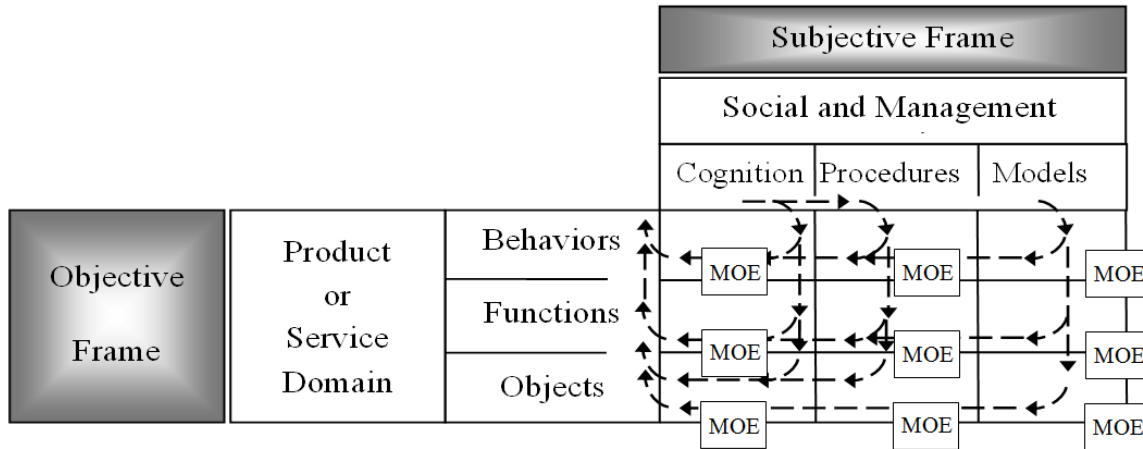 Subjective Frame
Social and Management
Cognition Procedures Models
Objective
Frame
Product
or
Service
Domain
Behaviors
Functions
Objects
MOE MOE MOE
MOE MOE MOE
MOE MOE MOE